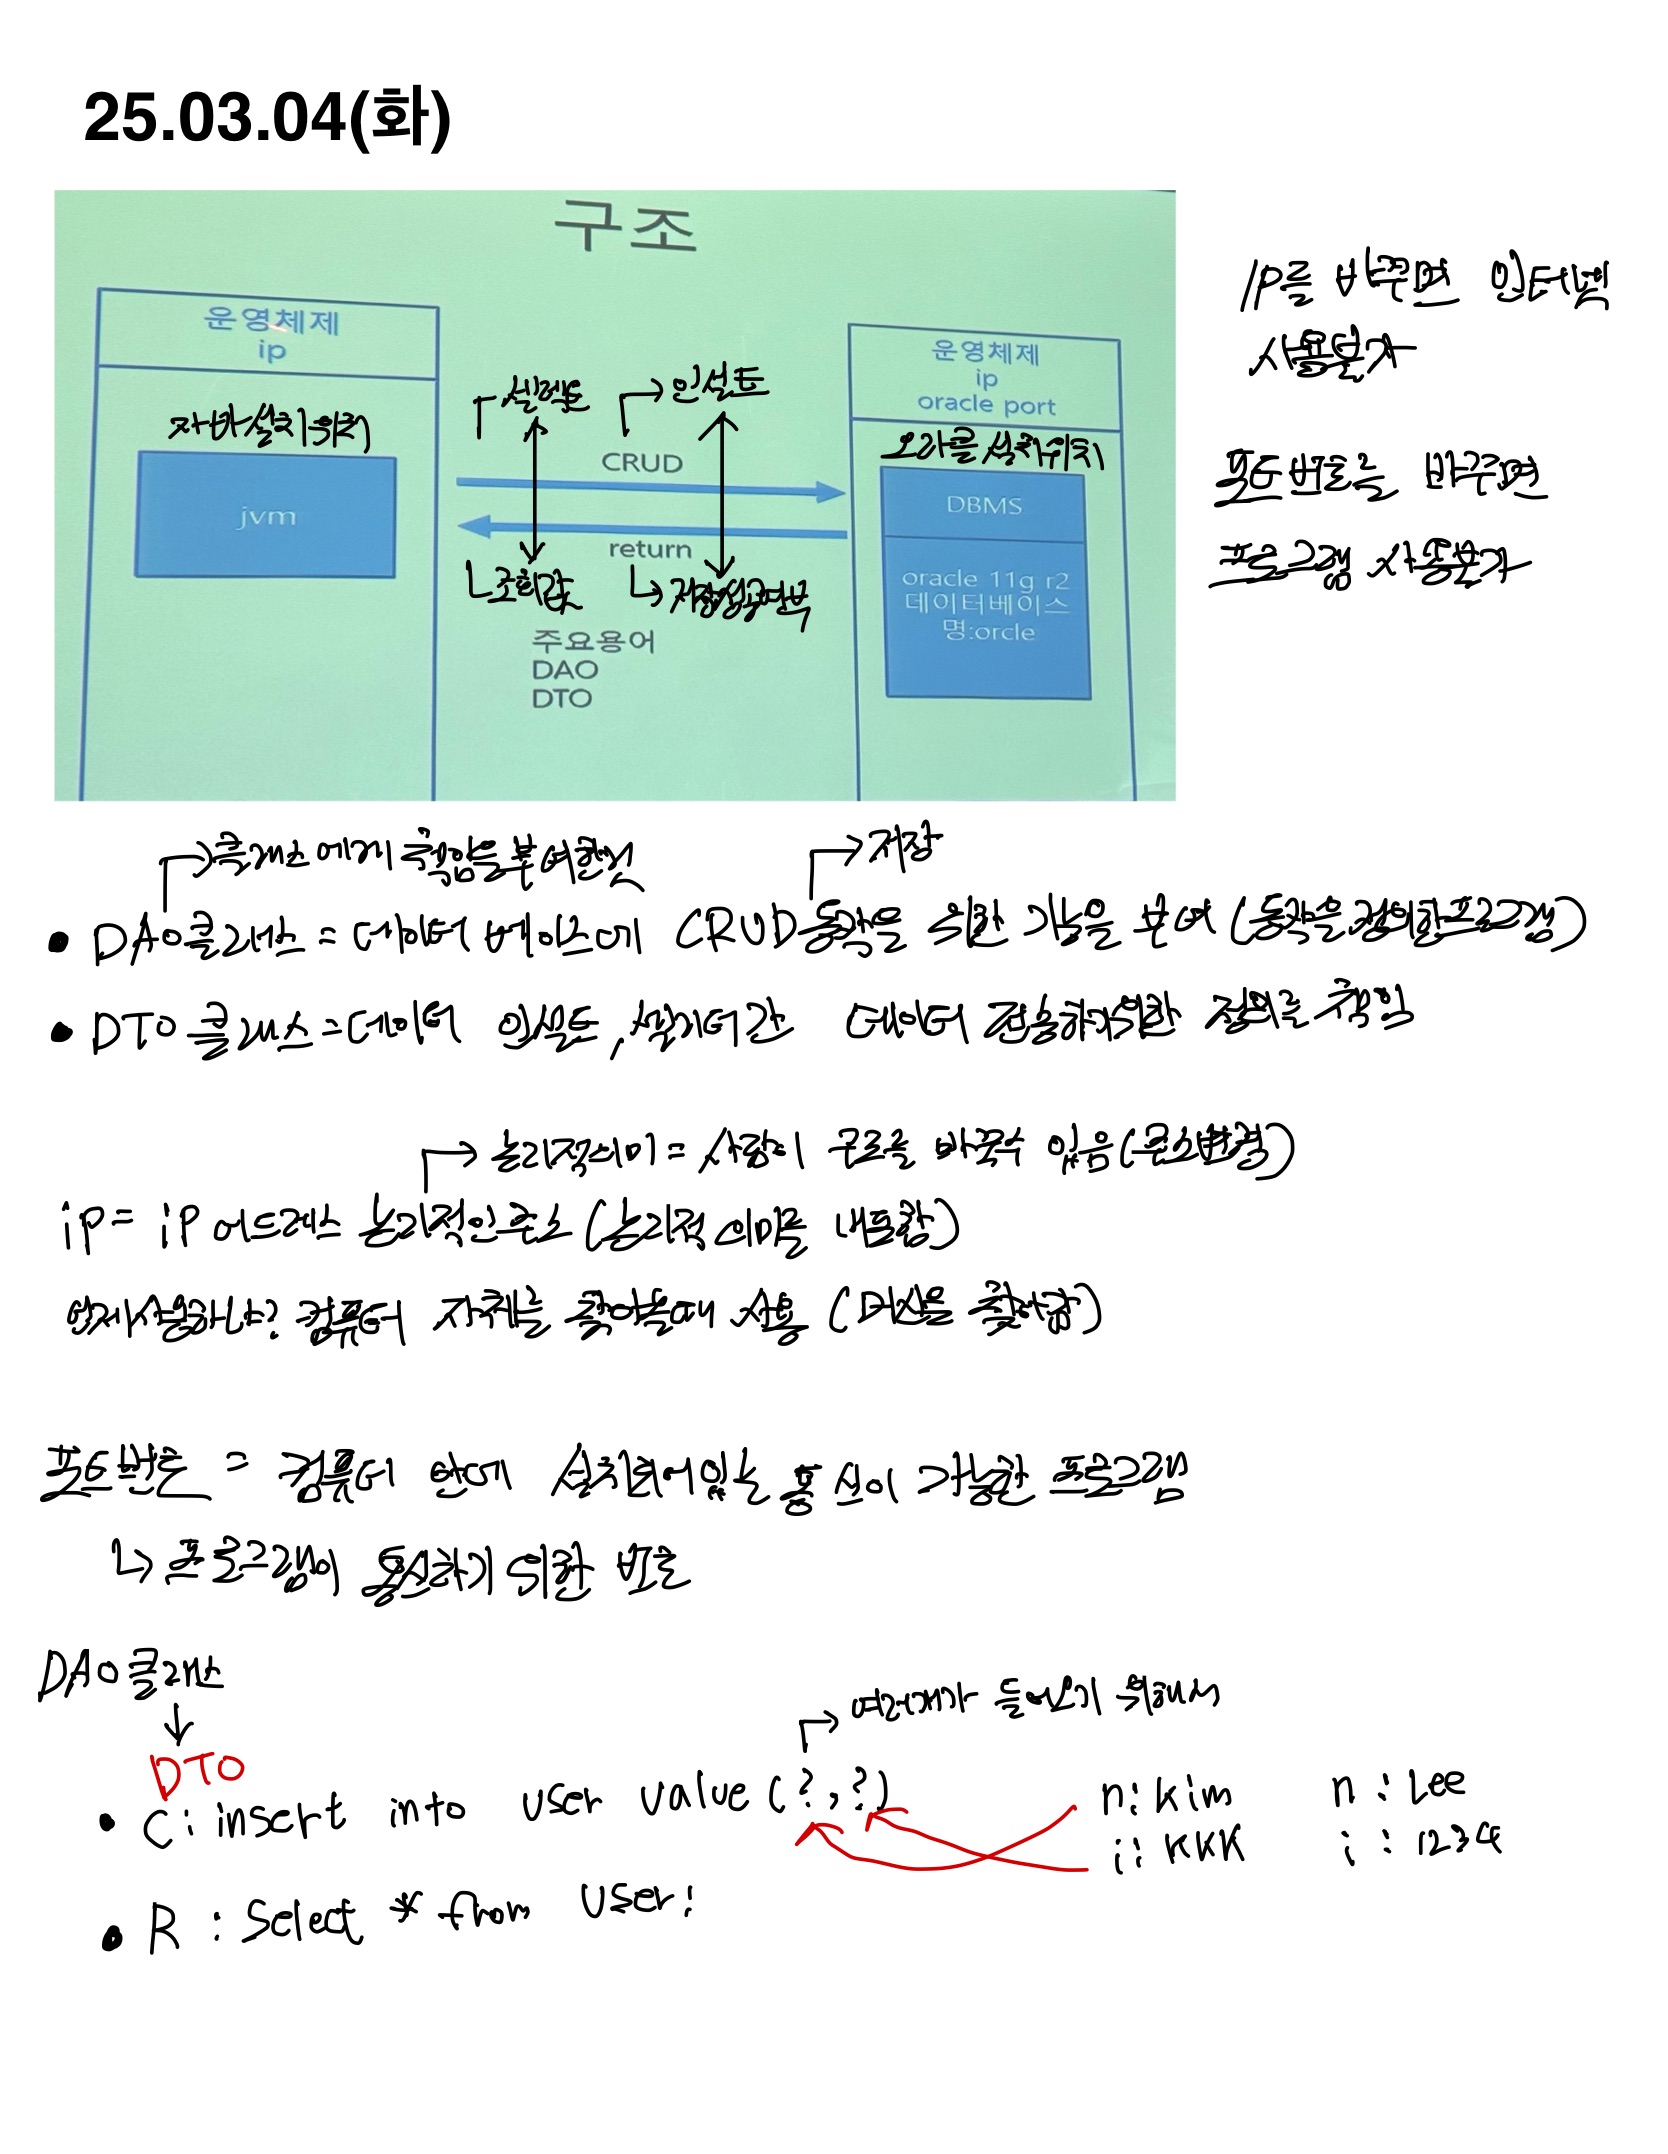 25.03.04(화)
구조
운영체제
ip
자바설치위치
jvm
셀렉트
인설트
CRUD
return
조회값
저장성공여부
주요용어
DAO
DTO
운영체제
ip
oracle port
오라클 설치위치
DBMS
oracle 11g r2
데이터베이스
명:orcle
IP를 바꾸면 인터넷
사용불가
포트번호를 바꾸면
프로그램 사용불가
클래스에게 책임을 부여한것
저장
• DAO클래스 = 데이터 베이스에 CRUD동작을 위한 기능을 부여 (동작을 정의한프로그램)
• DTO 클래스 = 데이터 인설트, 셀렉터간 데이터 전송하기위한 정의를 책임
논리적의미 = 사람이 주소를 바꿀수 있음 (주소변경)
ip = ip 어드레스 논리적인주소 (논리적 의미를 내포함)
언제사용하냐? 컴퓨터 자체를 찾아올때 사용 (머신을 찾아감)
포트번호 = 컴퓨터 안에 설치되어있는 통신이 가능한 프로그램
프로그램이 통신하기 위한 번호
DAO클래스
DTO
여러개가 들어오기 위해서
• C: insert into user value (?,?)
n: kim
i: KKK
n : Lee
i : 1234
• R : Select * from user;